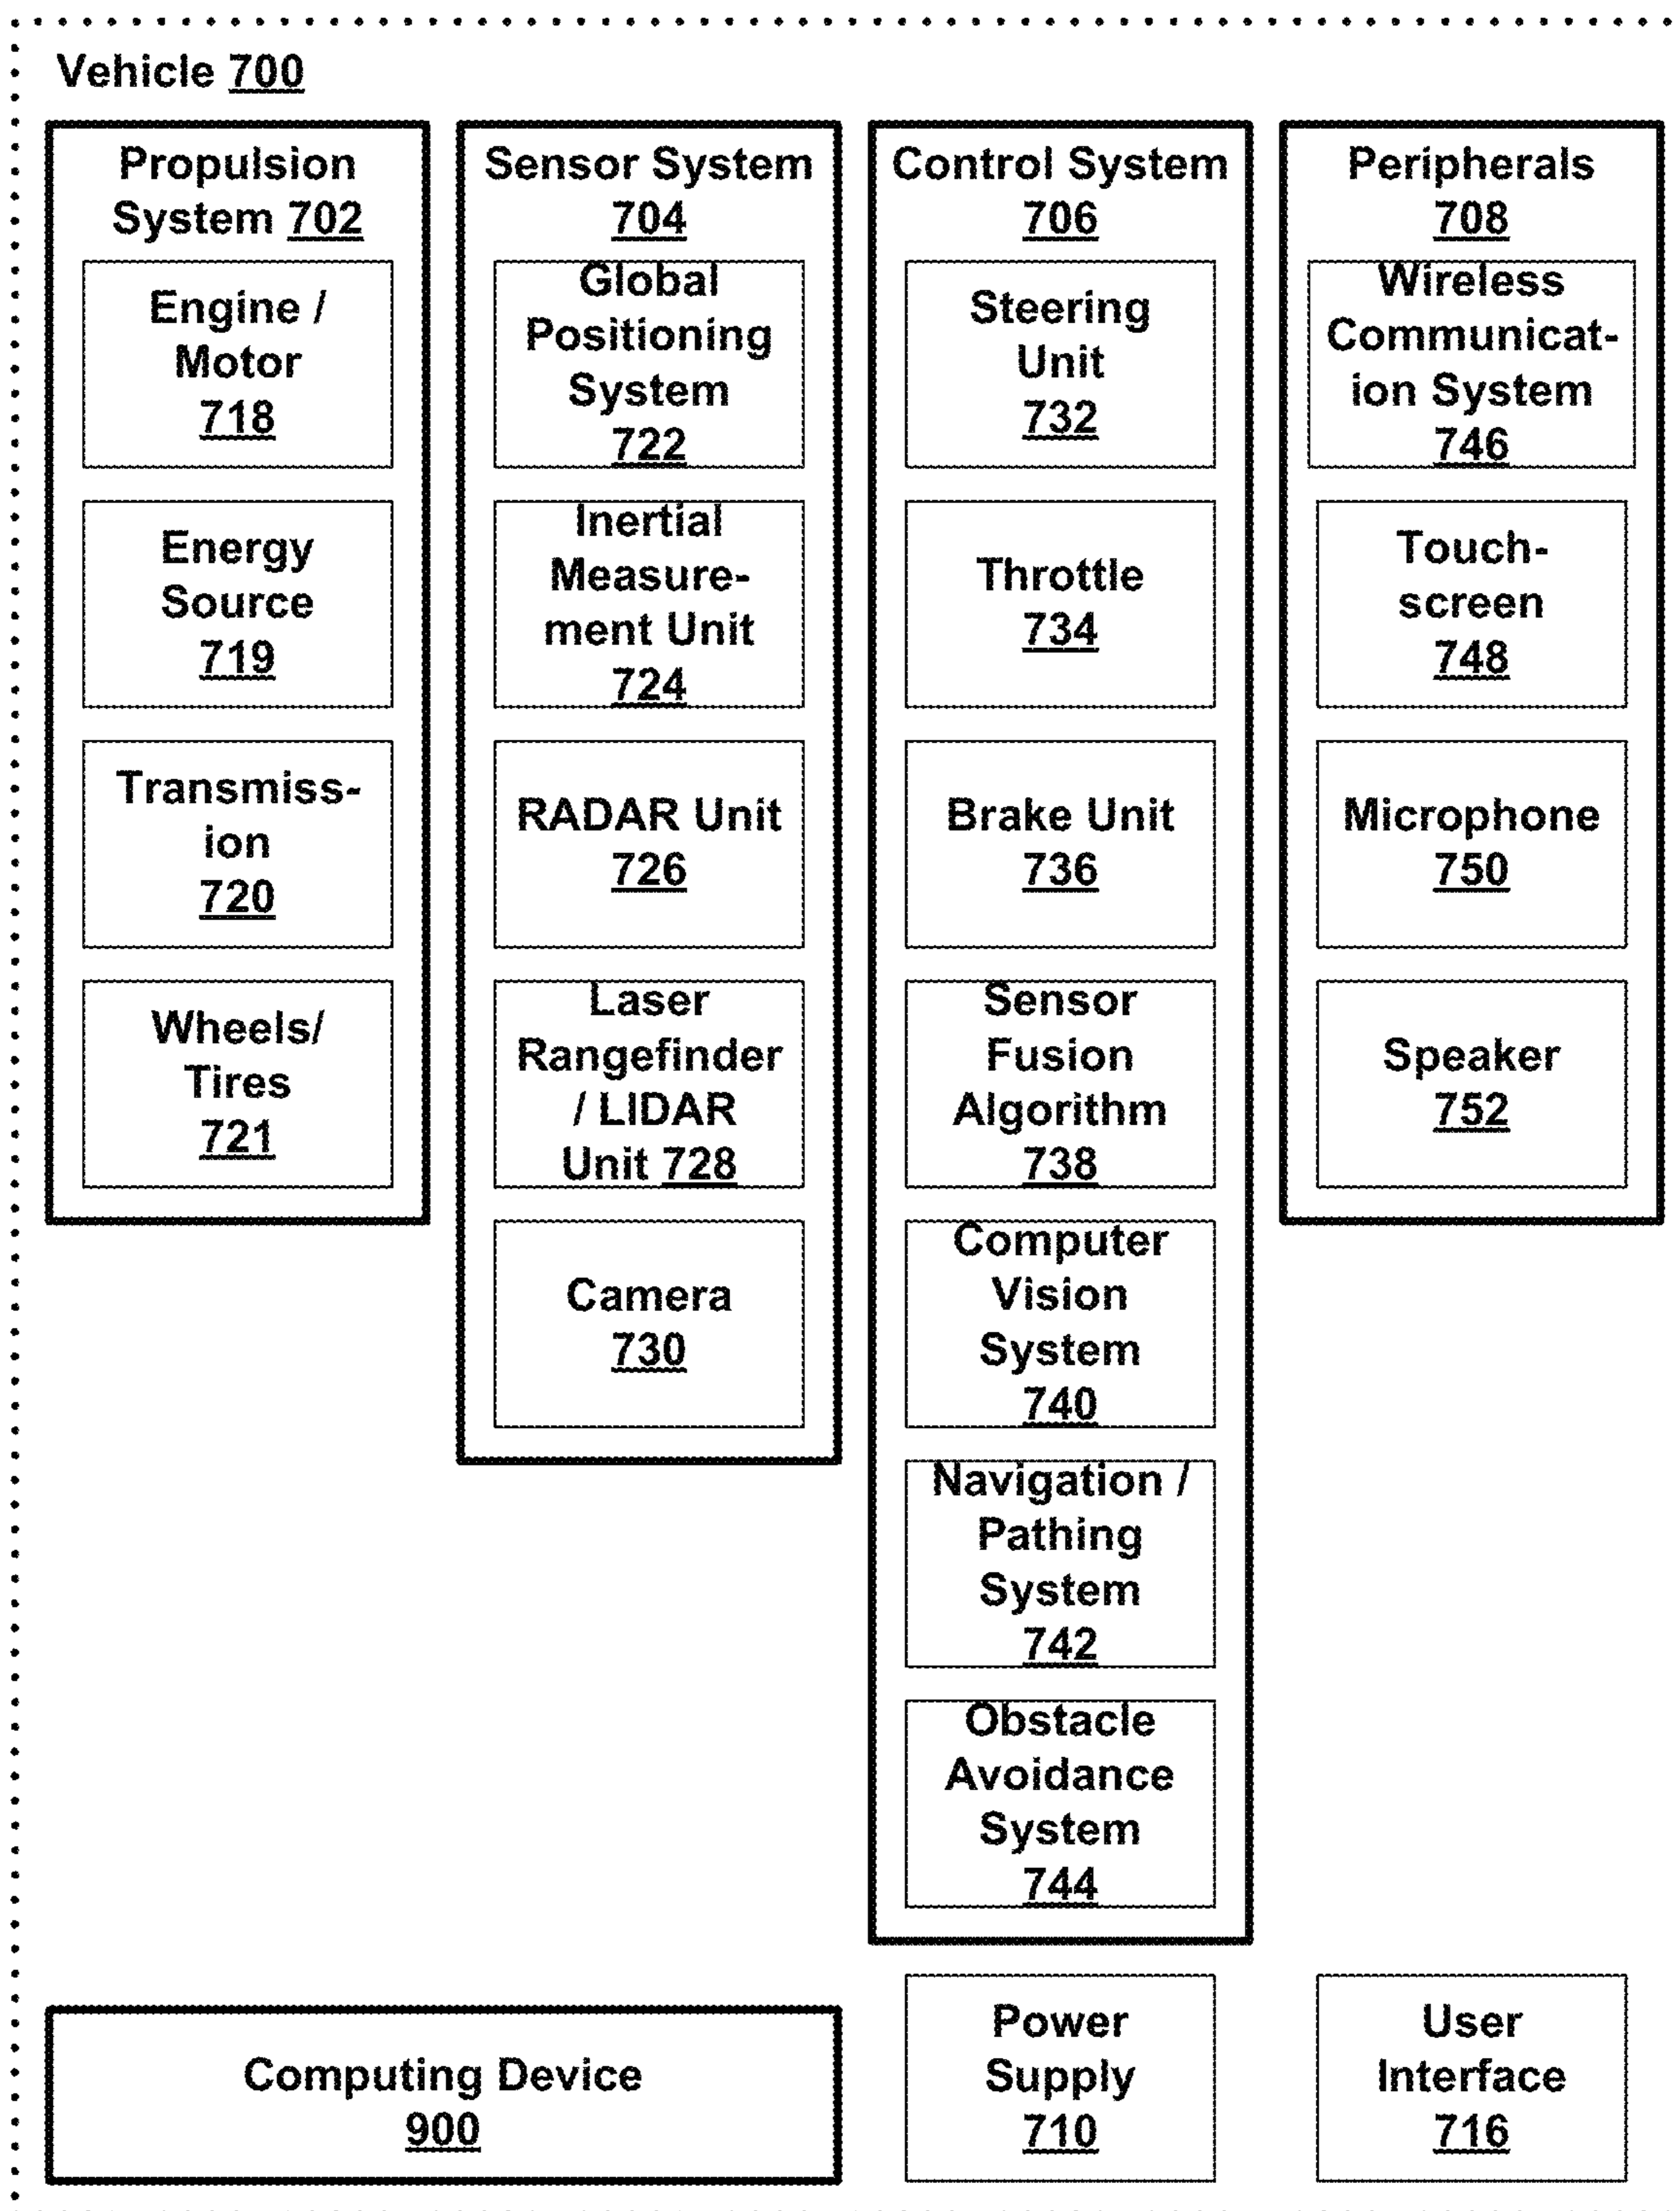 Vehicle 700
Propulsion
System 702
Engine /
Motor
718
Energy
Source
719
Transmiss-
ion
720
Wheels/
Tires
721
Sensor System
704
Global
Positioning
System
722
Inertial
Measure-
ment Unit
724
RADAR Unit
726
Laser
Rangefinder
/ LIDAR
Unit 728
Camera
730
Control System
706
Steering
Unit
732
Throttle
734
Brake Unit
736
Sensor
Fusion
Algorithm
738
Computer
Vision
System
740
Navigation /
Pathing
System
742
Obstacle
Avoidance
System
744
Peripherals
708
Wireless
Communicat-
ion System
746
Touch-
screen
748
Microphone
750
Speaker
752
Computing Device
900
Power
Supply
710
User
Interface
716